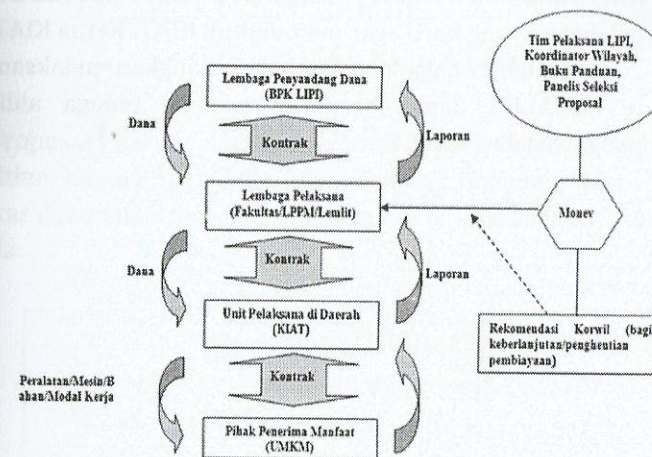 Tim Pelaksana LIPI,
Koordinator Wilayah,
Buku Panduan,
Panelis Seleksi
Proposal
Lembaga Penyandang Dana
(BPK LIPI)
Dana
Kontrak
Laporan
Lembaga Pelaksana
(Fakultas/LPPM/Lemlit)
Monev
Dana
Kontrak
Laporan
Unit Pelaksana di Daerah
(KIAT)
Rekomendasi Korwil (bagi
keberlanjutan/penghentian
pembiayaan)
Peralatan/Mesin/B
ahan/Modal Kerja
Kontrak
Pihak Penerima Manfaat
(UMKM)